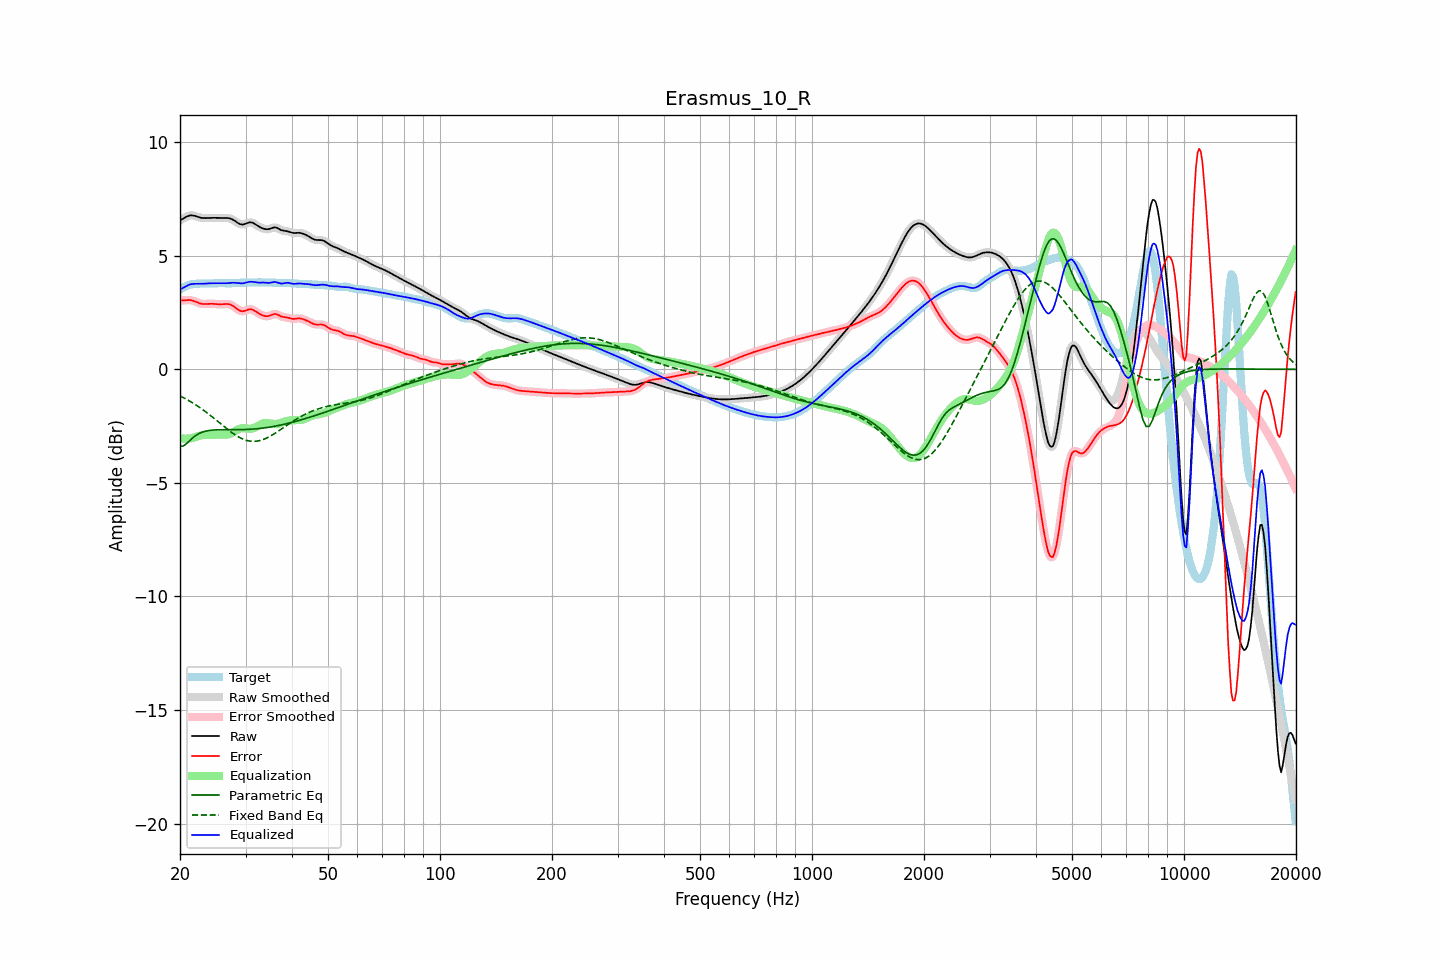 Erasmus_10_R
Amplitude (dBr)
10
5
0
−5
−10
−15
−20
Target
Raw Smoothed
Error Smoothed
Raw
Error
Equalization
Parametric Eq
Fixed Band Eq
Equalized
20 50 100 200 500 1000 2000 5000 10000 20000
Frequency (Hz)